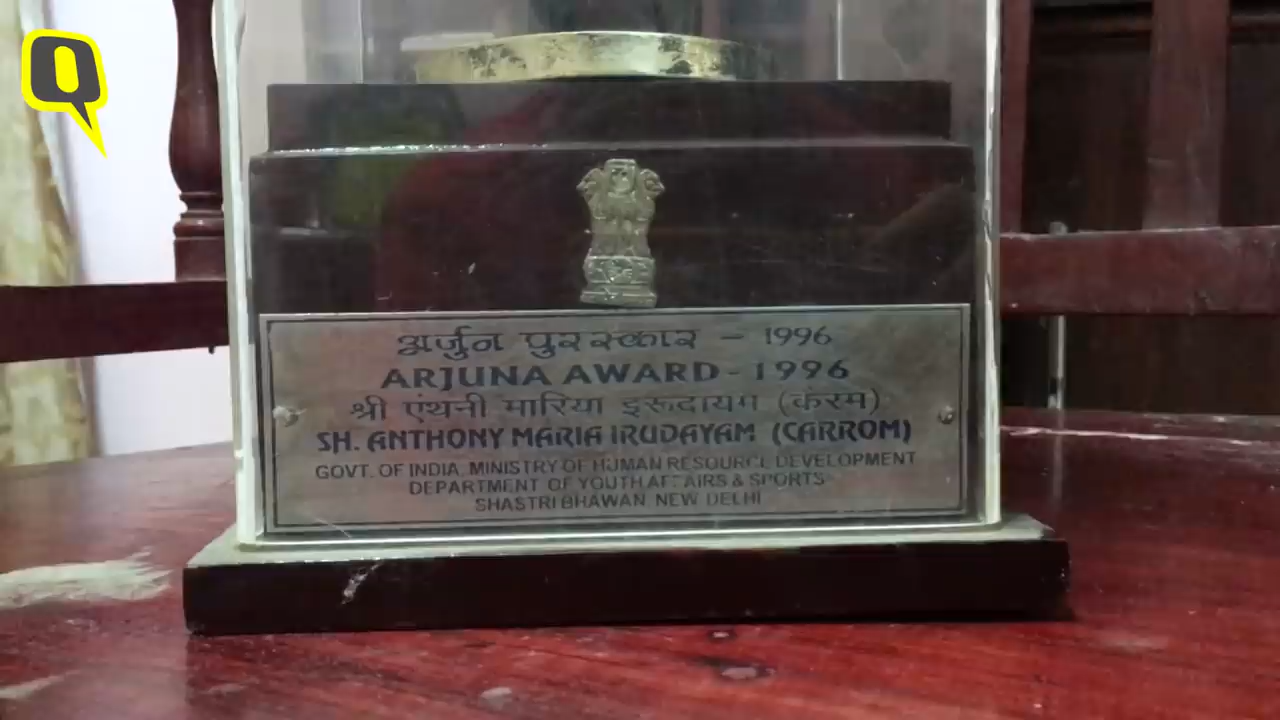 Q
अर्जुन पुरस्कार – 1996
ARJUNA AWARD - 1996
श्री एंथनी मारिया इरूदायम (कैरम)
SH. ANTHONY MARIA IRUDAYAM (CARROM)
GOVT. OF INDIA, MINISTRY OF HUMAN RESOURCE DEVELOPMENT
DEPARTMENT OF YOUTH AFFAIRS & SPORTS
SHASTRI BHAWAN, NEW DELHI